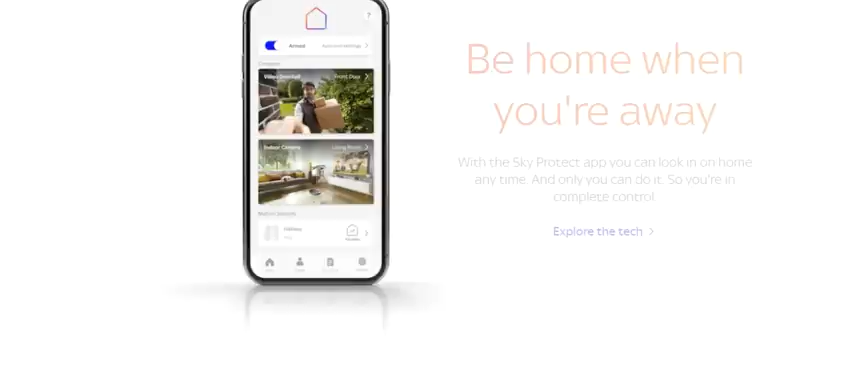 ?
Armed
Cameras
Video Doorbell
Front Door
Indoor Camera
Living Room
Hallway
Be home when
you're away
With the Sky Protect app you can look in on home
any time. And only you can do it. So you're in
complete control.
Explore the tech